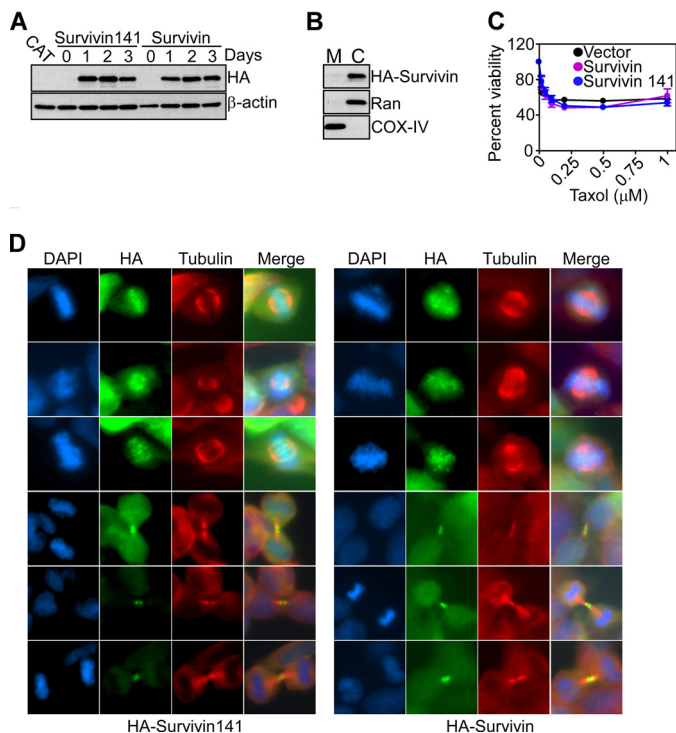 A
Survivin141 Survivin
CAT 0 1 2 3 0 1 2 3 Days
HA
β-actin
B
M C
HA-Survivin
Ran
COX-IV
C
Percent viability
120
80
40
0
Vector
Survivin
Survivin 141
0 0.25 0.5 0.75 1
Taxol (μM)
D
DAPI HA Tubulin Merge DAPI HA Tubulin Merge
HA-Survivin141 HA-Survivin